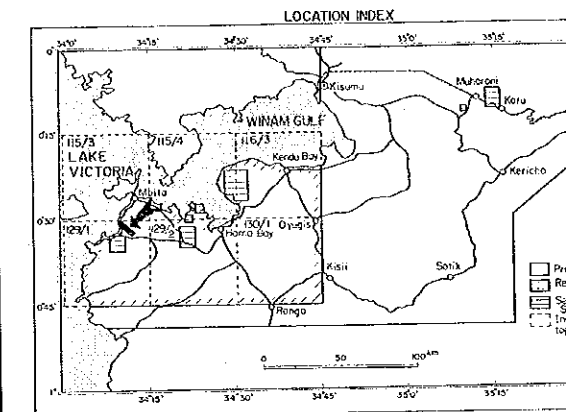 LOCATION INDEX
34°0' 34°15' 34°30' 34°45' 35°0' 35°15'
0°
Kisumu
Muhoroni
Koru
0°15'
WINAM GULF
115/3 115/4 116/3
LAKE
VICTORIA
Kendu Bay
Kericho
Mbita
0°30'
129/1 129/2 130/1 Oyugis
Homa Bay
Kisii
Sotik
0°45'
Rongo
0 50 100 km
1°
34°15' 34°30' 34°45' 35°0' 35°15'